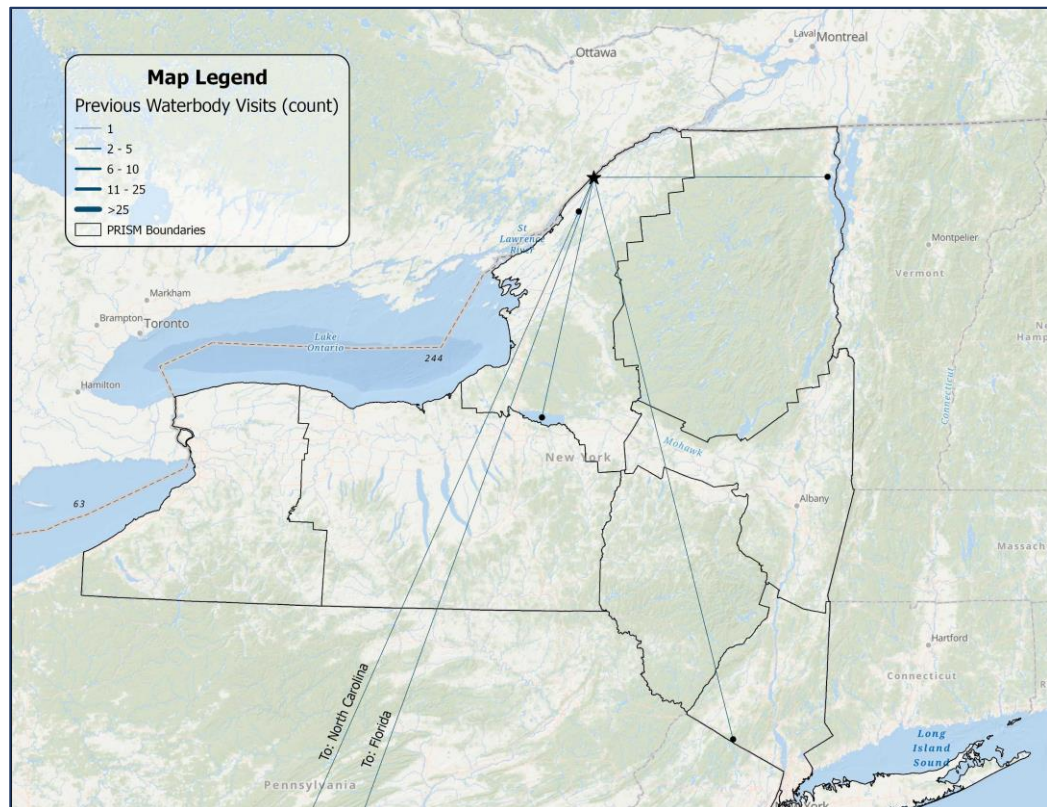 Map Legend
Previous Waterbody Visits (count)
1
2 - 5
6 - 10
11 - 25
>25
PRISM Boundaries
Ottawa
Laval
Montreal
St
Lawrence
River
Montpelier
Vermont
Markham
Brampton
Toronto
Lake
Ontario
244
Hamilton
Connecticut
Mohawk
New York
63
Albany
Hartford
Connecticut
To: North Carolina
To: Florida
Long
Island
Sound
Pennsylvania